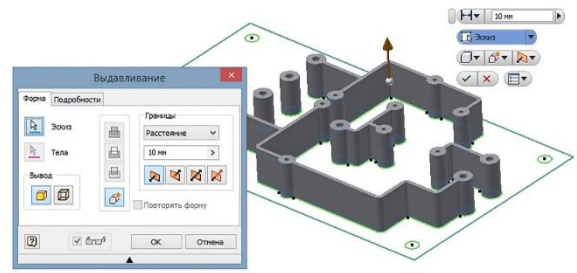 10 мм
Эскиз
Выдавливание
Форма Подробности
Эскиз
Тела
Вывод
Границы
Расстояние
10 мм
Повторять форму
ОК Отмена